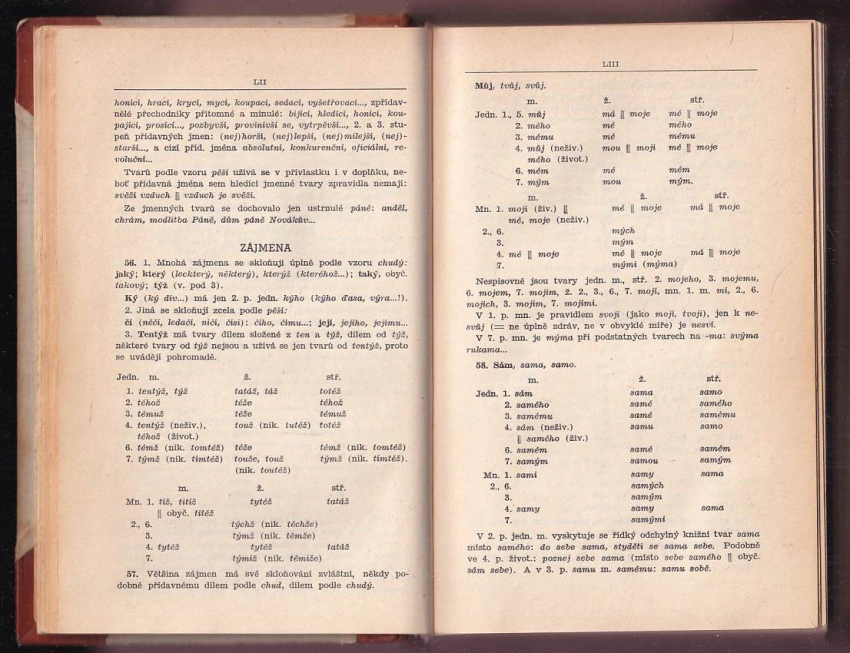 LII
honicí, hrací, krycí, mycí, koupací, sedací, vyšetřovací..., zpřídav-
nělé přechodníky přítomné a minulé: bijící, hledící, honící, kou-
pající, prosící..., pozbyvší, provinivší se, vytrpěvší..., 2. a 3. stu-
peň přídavných jmen: (nej)horší, (nej)lepší, (nej)milejší, (nej)-
starší..., a cizí příd. jména absolutní, konkurenční, oficiální, re-
voluční...
Tvarů podle vzoru pěší užívá se v přívlastku i v doplňku, ne-
boť přídavná jména sem hledící jmenné tvary zpravidla nemají:
svěží vzduch ‖ vzduch je svěží.
Ze jmenných tvarů se dochovalo jen ustrnulé páně: anděl,
chrám, modlitba Páně, dům páně Novákův...
ZÁJMENA
56. 1. Mnohá zájmena se skloňují úplně podle vzoru chudý:
jaký; který (leckterý, některý), kterýž (kteréhož...); taký, obyč.
takový; týž (v. pod 3).
Ký (ký div...) má jen 2. p. jedn. kýho (kýho ďasa, výra...!).
2. Jiná se skloňují zcela podle pěší:
čí (něčí, ledačí, ničí, čísi): čího, čímu...; její, jejího, jejímu...
3. Tentýž má tvary dílem složené z ten a týž, dílem od týž,
některé tvary od týž nejsou a užívá se jen tvarů od tentýž, proto
se uvádějí pohromadě.
Jedn. m. ž. stř.
1. tentýž, týž tatáž, táž totéž
2. téhož téže téhož
3. témuž téže témuž
4. tentýž (neživ.), touž (nik. tutéž) totéž
téhož (život.)
6. témž (nik. tomtéž) téže témž (nik. tomtéž)
7. týmž (nik. tímtéž) touže, touž týmž (nik. tímtéž).
(nik. toutéž)
m. ž. stř.
Mn. 1. tíž, titíž tytéž tatáž
‖ obyč. titéž
2., 6. týchž (nik. těchže)
3. týmž (nik. těmže)
4. tytéž tytéž tatáž
7. týmiž (nik. těmiže)
57. Většina zájmen má své skloňování zvláštní, někdy po-
dobné přídavnému dílem podle chud, dílem podle chudý.
LIII
Můj, tvůj, svůj.
m. ž. stř.
Jedn. 1., 5. můj má ‖ moje mé ‖ moje
2. mého mé mého
3. mému mé mému
4. můj (neživ.) mou ‖ moji mé ‖ moje
mého (život.)
6. mém mé mém
7. mým mou mým.
m. ž. stř.
Mn. 1. moji (živ.) ‖ mé ‖ moje má ‖ moje
mé, moje (neživ.)
2., 6. mých
3. mým
4. mé ‖ moje mé ‖ moje má ‖ moje
7. mými (mýma)
Nespisovné jsou tvary jedn. m., stř. 2. mojeho, 3. mojemu,
6. mojem, 7. mojim, ž. 2., 3., 6., 7. mojí, mn. 1. m. mí, 2., 6.
mojich, 3. mojim, 7. mojimi.
V 1. p. mn. je pravidlem svoji (jako moji, tvoji), jen k ne-
svůj (= ne úplně zdráv, ne v obvyklé míře) je nesví.
V 7. p. mn. je mýma při podstatných tvarech na -ma: svýma
rukama...
58. Sám, sama, samo.
m. ž. stř.
Jedn. 1. sám sama samo
2. samého samé samého
3. samému samé samému
4. sám (neživ.) samu samo
‖ samého (živ.)
6. samém samé samém
7. samým samou samým
Mn. 1. sami samy sama
2., 6. samých
3. samým
4. samy samy sama
7. samými
V 2. p. jedn. m. vyskytuje se řídký odchylný knižní tvar sama
místo samého: do sebe sama, styděti se sama sebe. Podobně
ve 4. p. život.: poznej sebe sama (místo sebe samého ‖ obyč.
sám sebe). A v 3. p. samu m. samému: samu sobě.